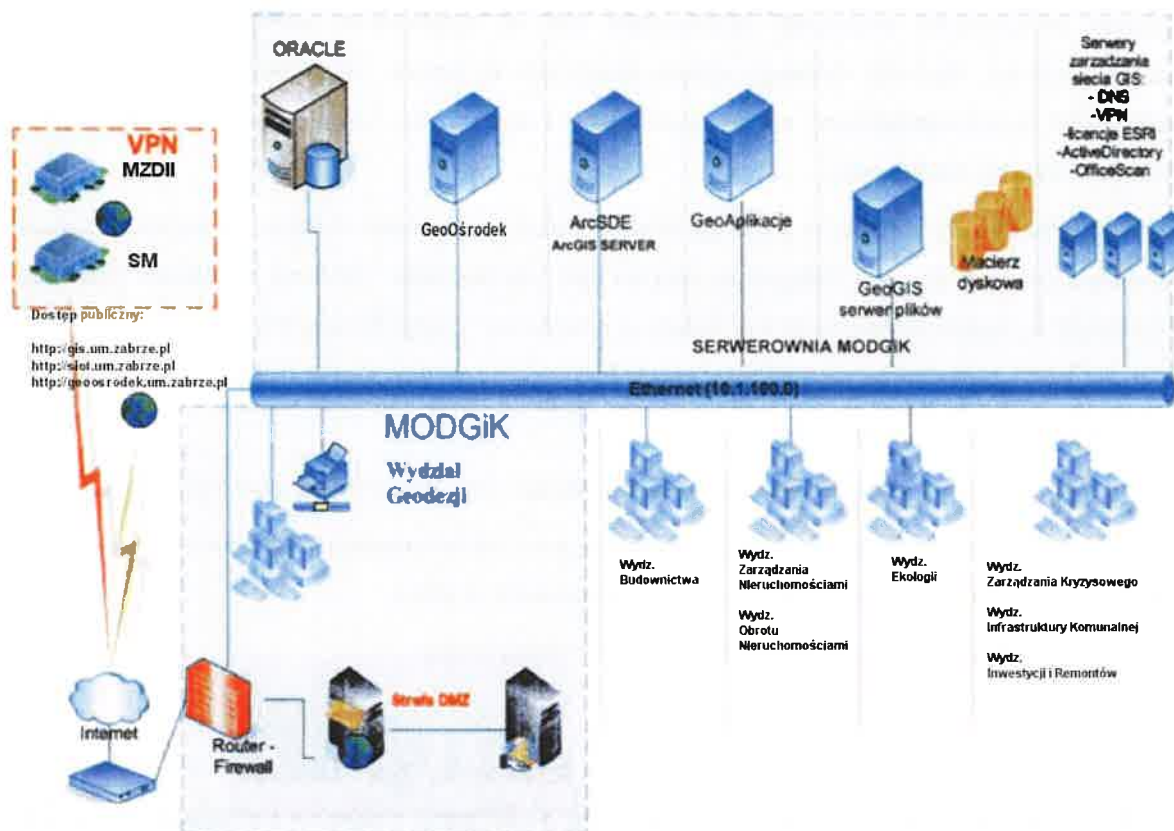 ORACLE
GeoOśrodek
ArcSDE
ArcGIS SERVER
GeoAplikacje
GeoGIS
serwer plików
Macierz
dyskowa
Serwery
zarzadzania
siecia GIS:
- DNS
-VPN
-licencje ESRI
-ActiveDirectory
-OfficeScan
SERWEROWNIA MODGIK
VPN
MZDII
SM
Dostęp publiczny:
http://gis.um.zabrze.pl
http://siot.um.zabrze.pl
http://geoosrodek.um.zabrze.pl
Ethernet (10.1.100.0)
MODGiK
Wydział
Geodezji
Wydz.
Budownictwa
Wydz.
Zarządzania
Nieruchomościami
Wydz.
Obrotu
Nieruchomościami
Wydz.
Ekologii
Wydz.
Zarządzania Kryzysowego
Wydz.
Infrastruktury Komunalnej
Wydz.
Inwestycji i Remontów
Internet
Router -
Firewall
Strefa DMZ